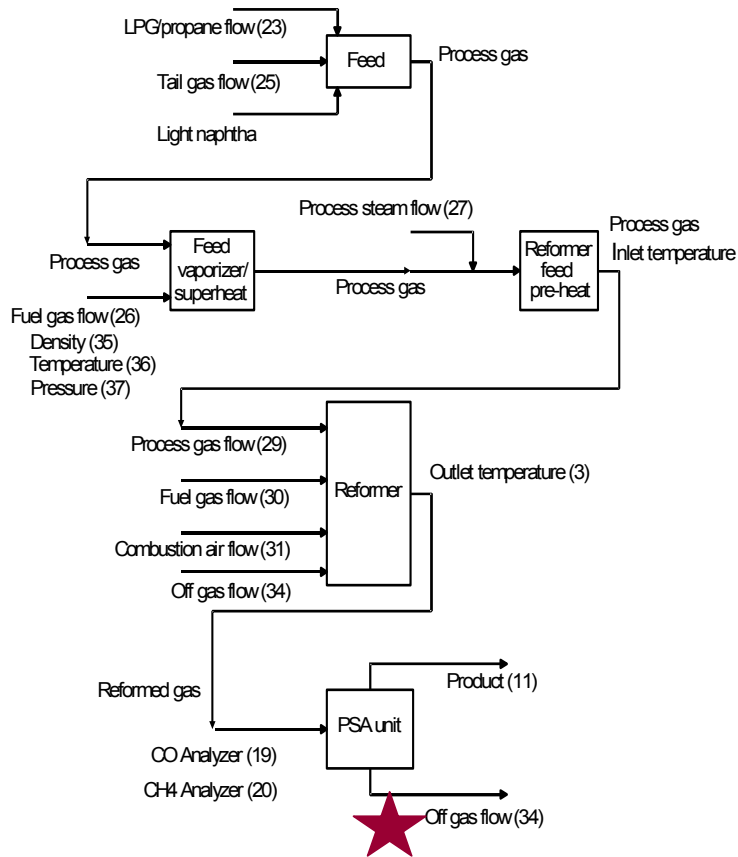 LPG/propane flow (23)
Feed
Process gas
Tail gas flow (25)
Light naphtha
Process steam flow (27)
Process gas
Inlet temperature
Process gas
Feed
vaporizer/
superheat
Process gas
Reformer
feed
pre-heat
Fuel gas flow (26)
Density (35)
Temperature (36)
Pressure (37)
Process gas flow (29)
Fuel gas flow (30)
Combustion air flow (31)
Off gas flow (34)
Reformer
Outlet temperature (3)
Reformed gas
PSA unit
Product (11)
CO Analyzer (19)
CH4 Analyzer (20)
Off gas flow (34)